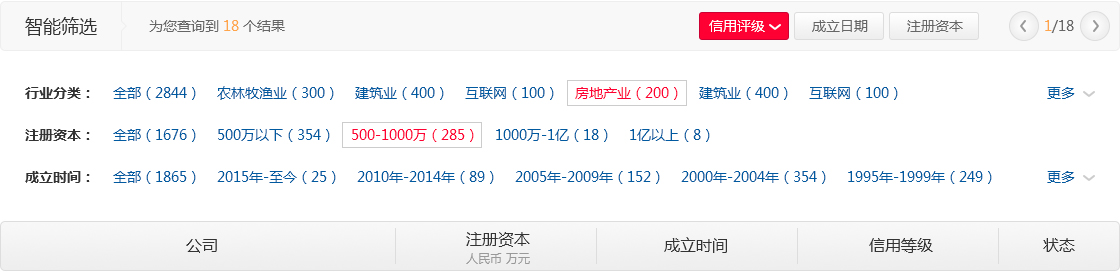 智能筛选 为您查询到 18 个结果 信用评级 成立日期 注册资本 1/18
行业分类： 全部（2844） 农林牧渔业（300） 建筑业（400） 互联网（100） 房地产业（200） 建筑业（400） 互联网（100） 更多
注册资本： 全部（1676） 500万以下（354） 500-1000万（285） 1000万-1亿（18） 1亿以上（8）
成立时间： 全部（1865） 2015年-至今（25） 2010年-2014年（89） 2005年-2009年（152） 2000年-2004年（354） 1995年-1999年（249） 更多
公司 注册资本 成立时间 信用等级 状态
人民币 万元